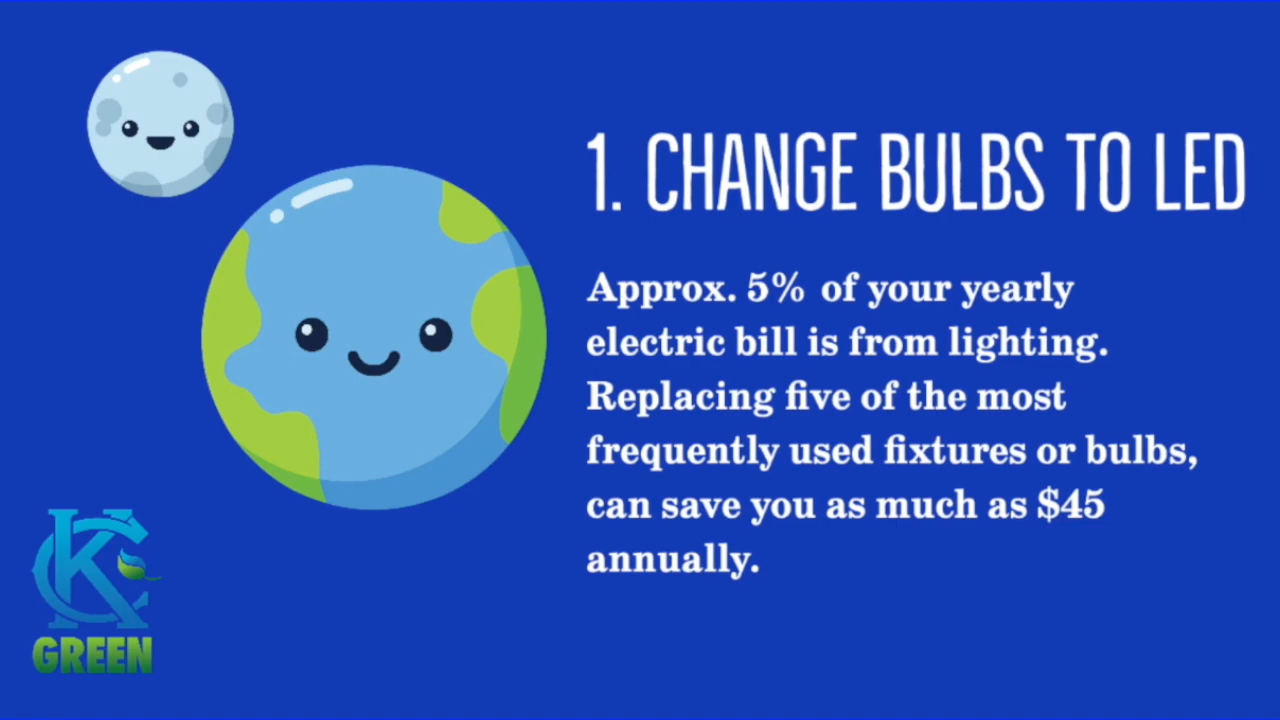 1. CHANGE BULBS TO LED
Approx. 5% of your yearly
electric bill is from lighting.
Replacing five of the most
frequently used fixtures or bulbs,
can save you as much as $45
annually.
KC
GREEN